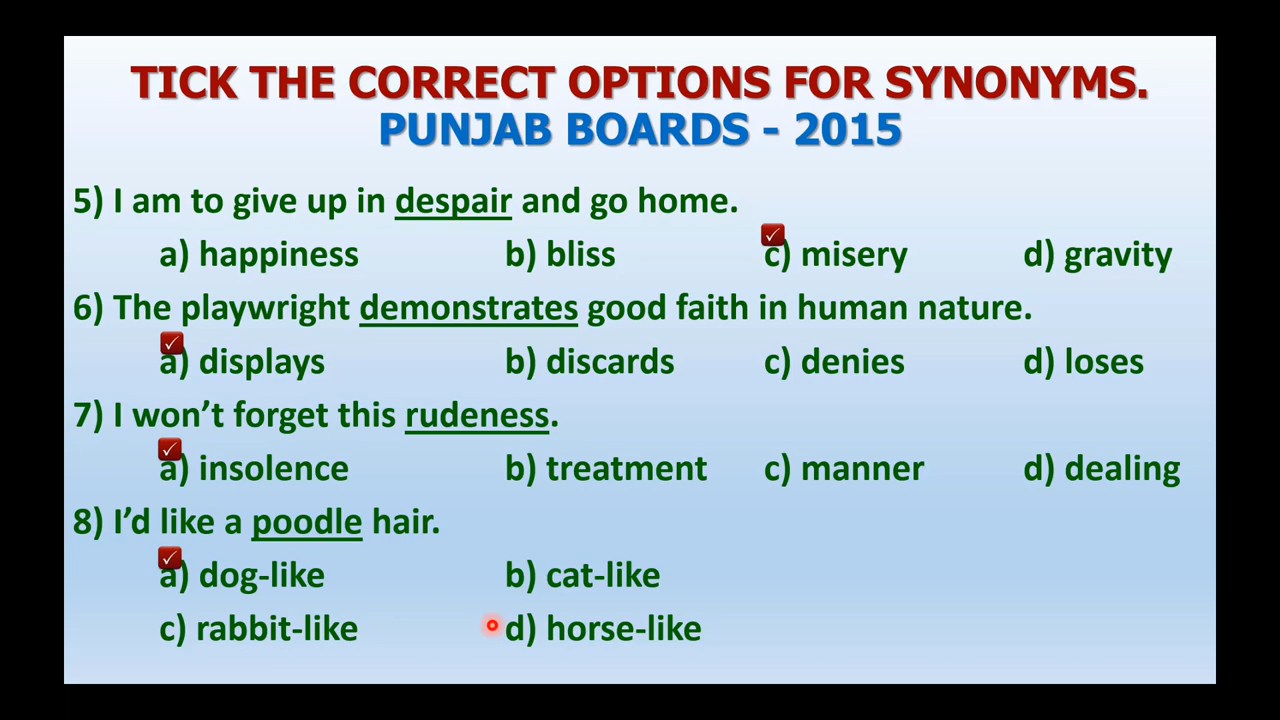 TICK THE CORRECT OPTIONS FOR SYNONYMS.
PUNJAB BOARDS - 2015
5) I am to give up in despair and go home.
a) happiness b) bliss c) misery d) gravity
6) The playwright demonstrates good faith in human nature.
a) displays b) discards c) denies d) loses
7) I won’t forget this rudeness.
a) insolence b) treatment c) manner d) dealing
8) I’d like a poodle hair.
a) dog-like b) cat-like
c) rabbit-like d) horse-like